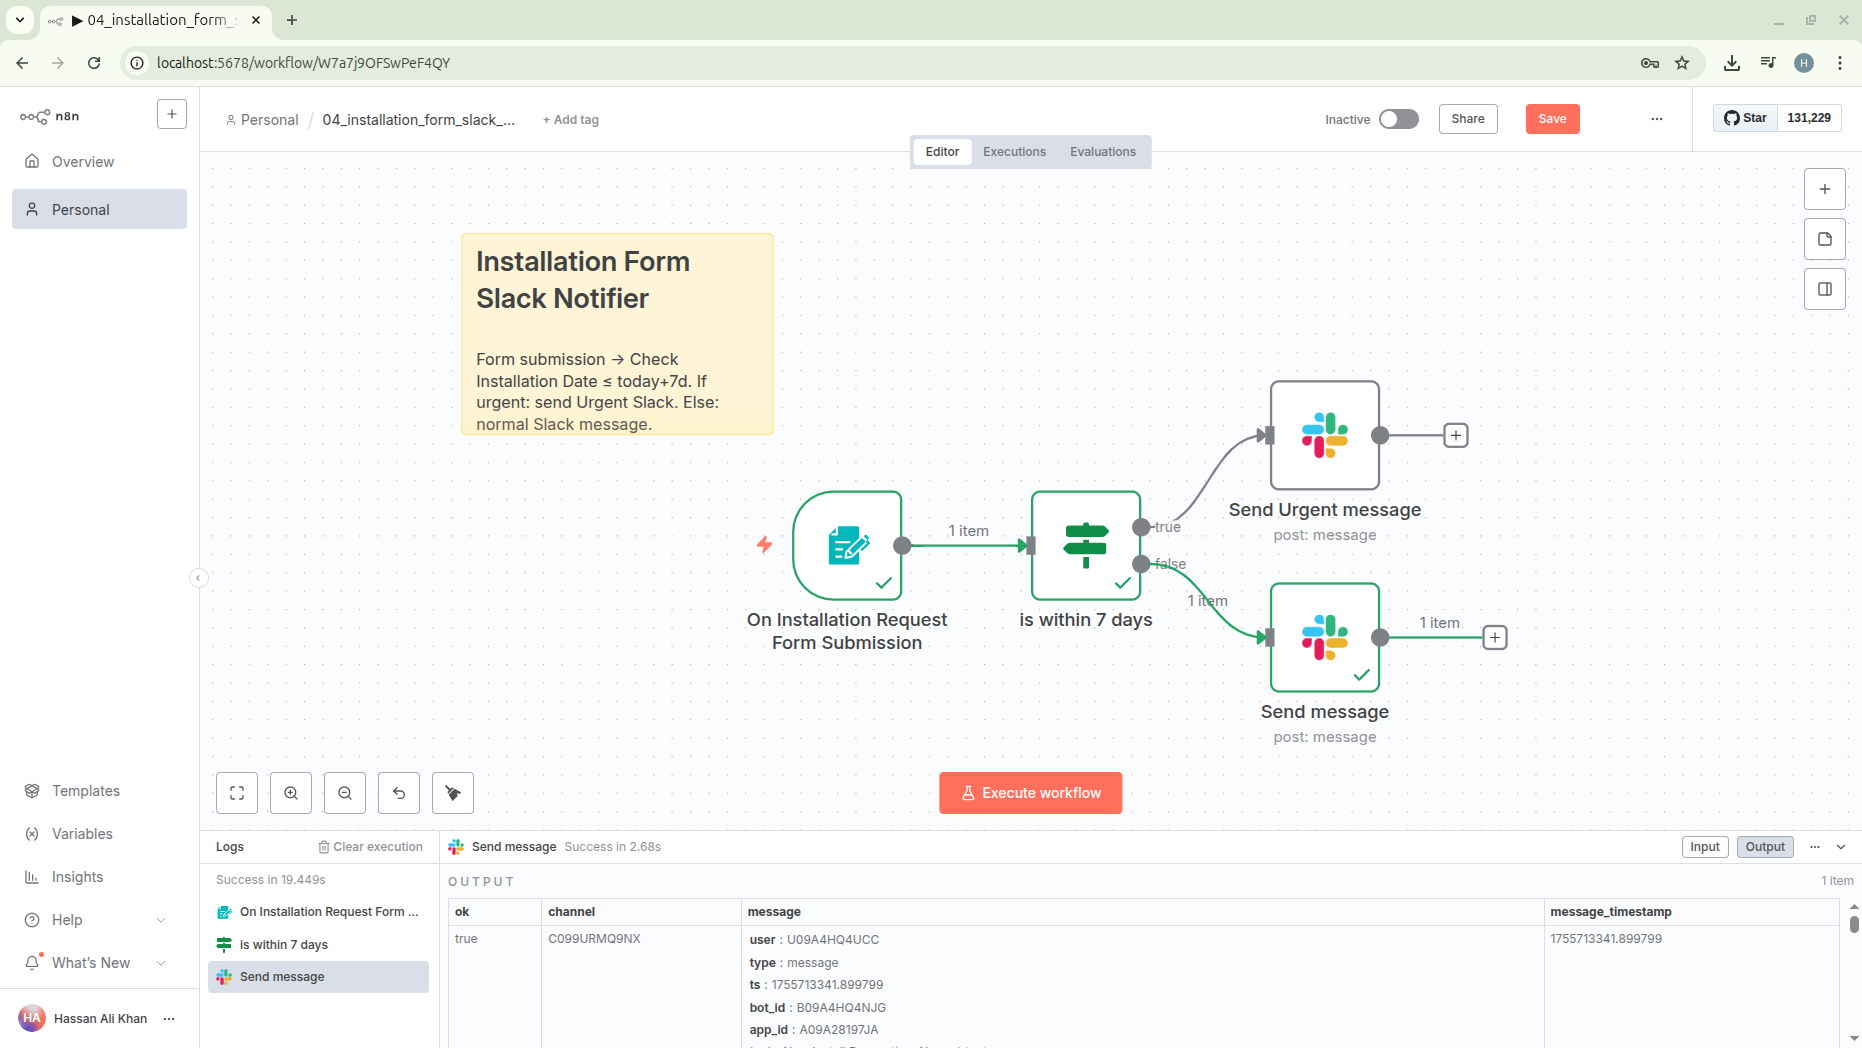 ▶ 04_installation_form_s
localhost:5678/workflow/W7a7j9OFSwPeF4QY
H
n8n
Personal / 04_installation_form_slack_...
+ Add tag
Inactive
Share
Save
Star
131,229
Editor
Executions
Evaluations
Overview
Personal
Installation Form
Slack Notifier
Form submission → Check
Installation Date ≤ today+7d. If
urgent: send Urgent Slack. Else:
normal Slack message.
Send Urgent message
post: message
1 item
true
false
1 item
1 item
On Installation Request
Form Submission
is within 7 days
Send message
post: message
Execute workflow
Templates
Variables
Insights
Help
What's New
HA
Hassan Ali Khan
Logs
Clear execution
Success in 19.449s
On Installation Request Form ...
is within 7 days
Send message
Send message Success in 2.68s
Input
Output
OUTPUT
1 item
ok channel message message_timestamp
true C099URMQ9NX user : U09A4HQ4UCC 1755713341.899799
type : message
ts : 1755713341.899799
bot_id : B09A4HQ4NJG
app_id : A09A28197JA